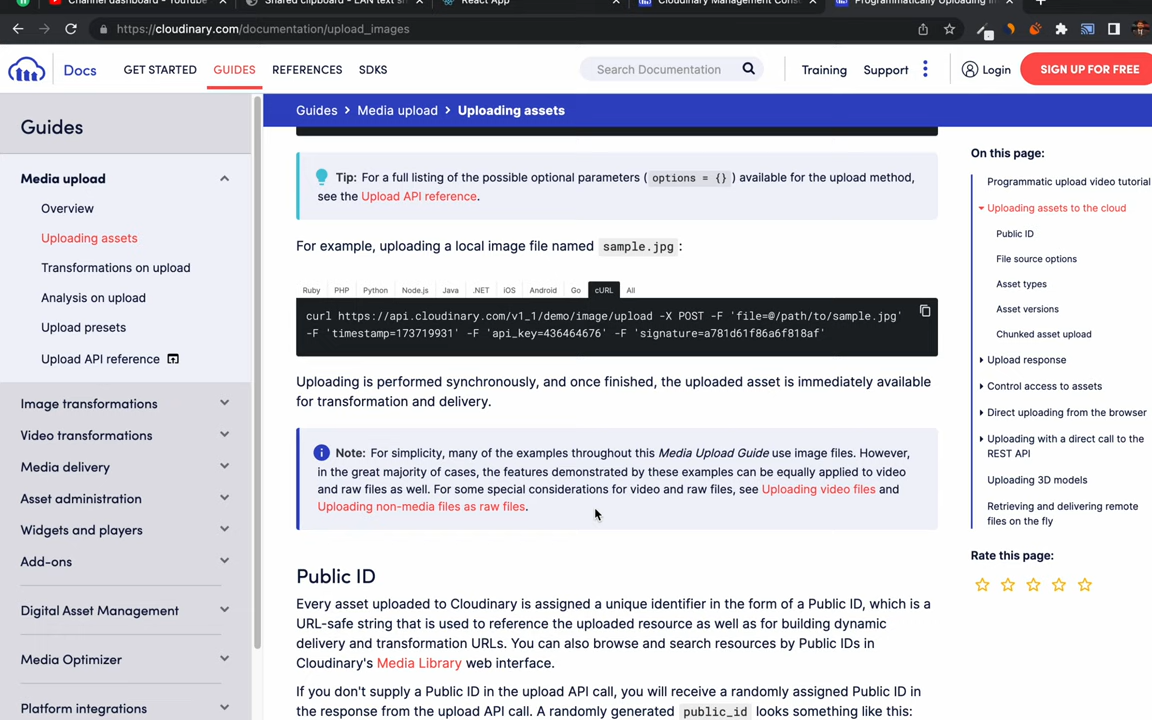 Channel dashboard - YouTube
Shared clipboard - LAN text s
React App
Cloudinary Management Cons
Programmatically Uploading I
https://cloudinary.com/documentation/upload_images
Docs
GET STARTED
GUIDES
REFERENCES
SDKS
Search Documentation
Training
Support
Login
SIGN UP FOR FREE
Guides
Media upload
Overview
Uploading assets
Transformations on upload
Analysis on upload
Upload presets
Upload API reference
Image transformations
Video transformations
Media delivery
Asset administration
Widgets and players
Add-ons
Digital Asset Management
Media Optimizer
Platform integrations
Guides > Media upload > Uploading assets
Tip: For a full listing of the possible optional parameters ( options = {} ) available for the upload method,
see the Upload API reference.
For example, uploading a local image file named sample.jpg :
Ruby PHP Python Node.js Java .NET iOS Android Go cURL All
curl https://api.cloudinary.com/v1_1/demo/image/upload -X POST -F 'file=@/path/to/sample.jpg'
-F 'timestamp=173719931' -F 'api_key=436464676' -F 'signature=a781d61f86a6f818af'
Uploading is performed synchronously, and once finished, the uploaded asset is immediately available
for transformation and delivery.
Note: For simplicity, many of the examples throughout this Media Upload Guide use image files. However,
in the great majority of cases, the features demonstrated by these examples can be equally applied to video
and raw files as well. For some special considerations for video and raw files, see Uploading video files and
Uploading non-media files as raw files.
Public ID
Every asset uploaded to Cloudinary is assigned a unique identifier in the form of a Public ID, which is a
URL-safe string that is used to reference the uploaded resource as well as for building dynamic
delivery and transformation URLs. You can also browse and search resources by Public IDs in
Cloudinary's Media Library web interface.
If you don't supply a Public ID in the upload API call, you will receive a randomly assigned Public ID in
the response from the upload API call. A randomly generated public_id looks something like this:
On this page:
Programmatic upload video tutorial
Uploading assets to the cloud
Public ID
File source options
Asset types
Asset versions
Chunked asset upload
Upload response
Control access to assets
Direct uploading from the browser
Uploading with a direct call to the
REST API
Uploading 3D models
Retrieving and delivering remote
files on the fly
Rate this page: